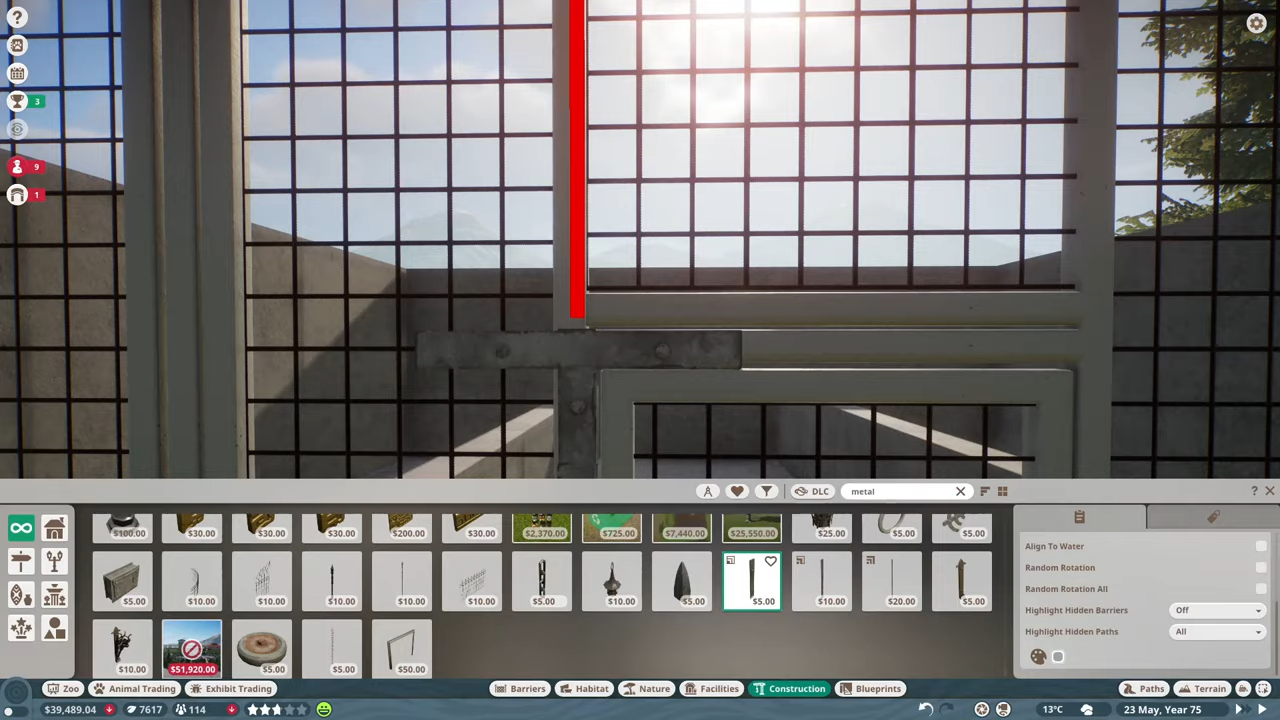 ?
3
9
1
DLC
metal
?
$100.00
$30.00
$30.00
$30.00
$200.00
$30.00
$2,370.00
$725.00
$7,440.00
$25,550.00
$25.00
$5.00
$5.00
$5.00
$10.00
$10.00
$10.00
$10.00
$10.00
$5.00
$10.00
$5.00
$5.00
$10.00
$20.00
$5.00
$10.00
$51,920.00
$5.00
$5.00
$50.00
Align To Water
Random Rotation
Random Rotation All
Highlight Hidden Barriers
Off
Highlight Hidden Paths
All
Zoo
Animal Trading
Exhibit Trading
Barriers
Habitat
Nature
Facilities
Construction
Blueprints
Paths
Terrain
$39,489.04
7617
114
13°C
23 May, Year 75